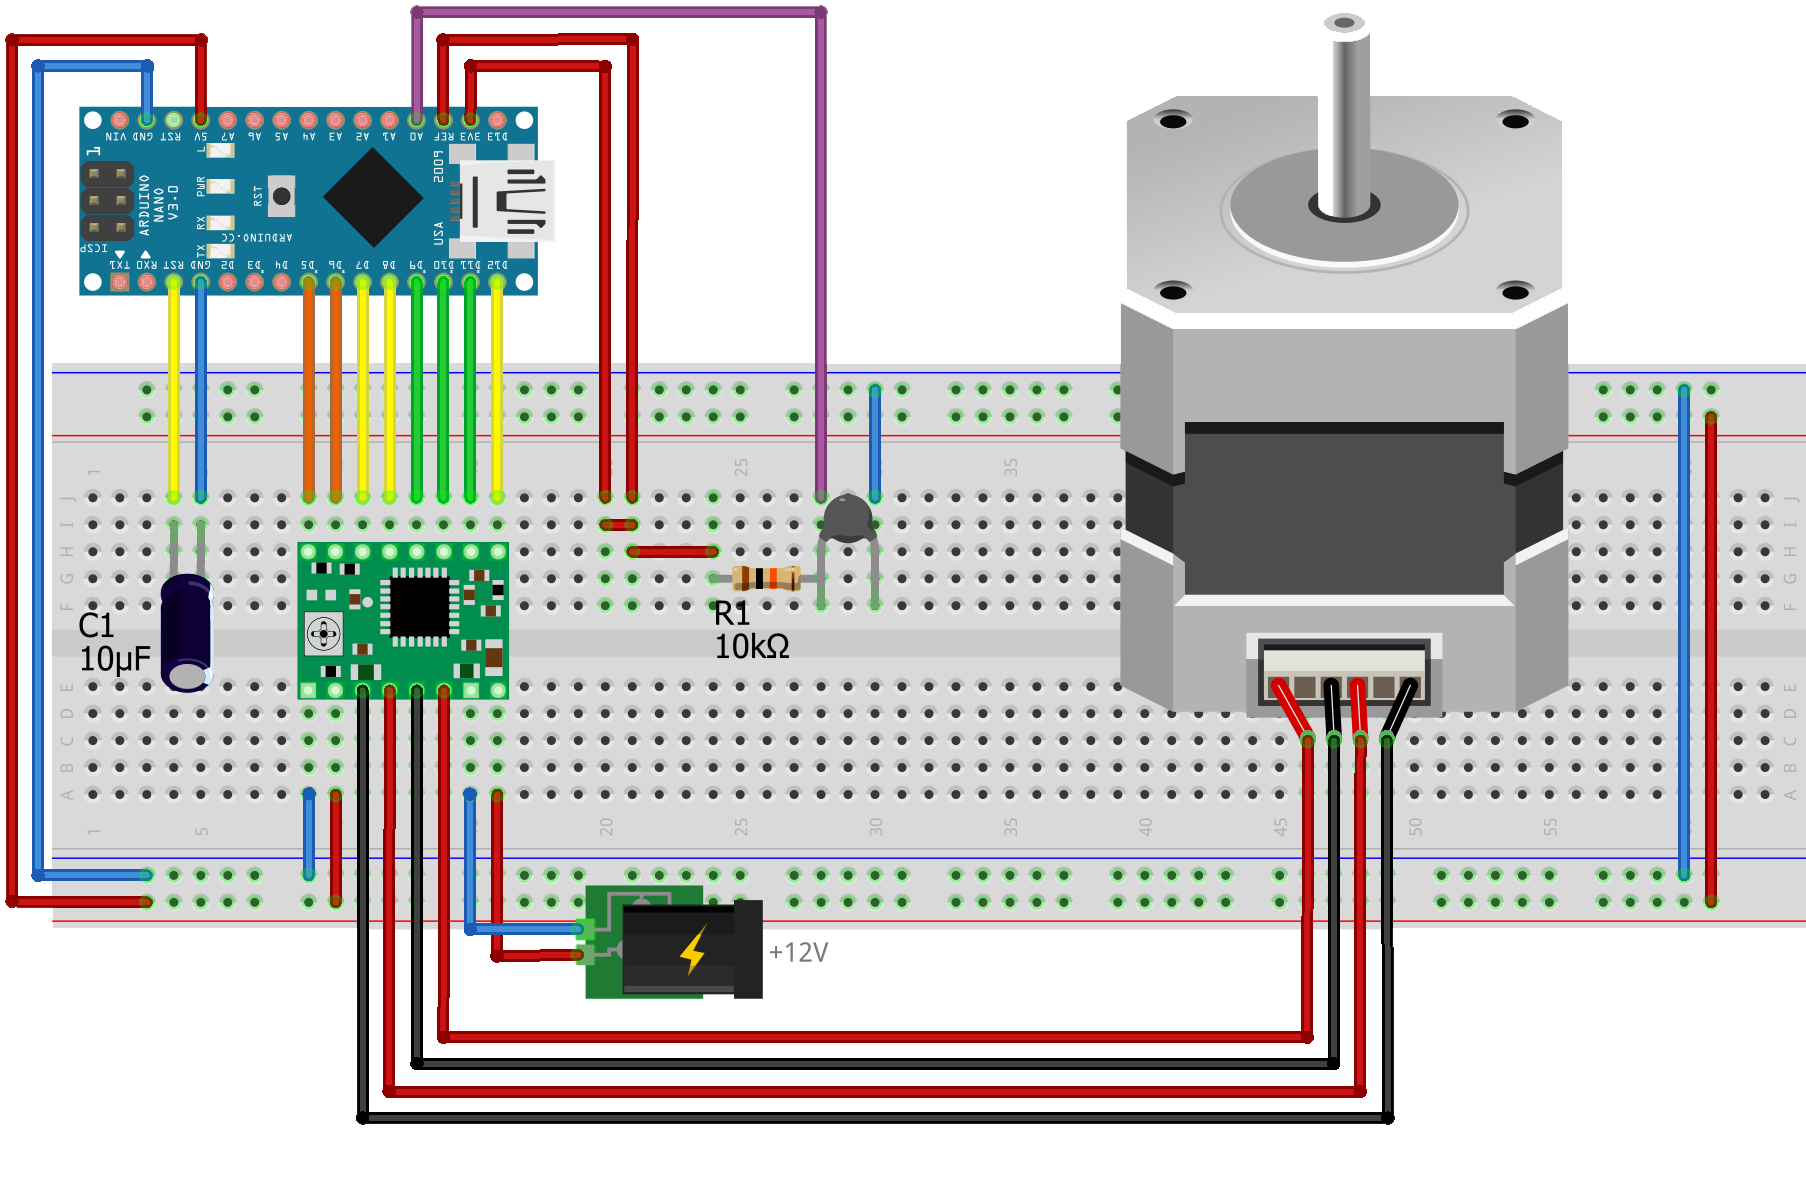 VIN GND RST 5V A7 A6 A5 A4 A3 A2 A1 A0 REF 3V3 D13
1
L
PWR
RX
TX
ARDUINO
NANO
V3.0
ICSP
RST
ARDUINO.CC
2009
USA
TX1 RX0 RST GND D2 D3 D4 D5 D6 D7 D8 D9 D10 D11 D12
1 25 35
J J
I I
H H
G G
F F
C1
10µF
R1
10kΩ
E E
D D
C C
B B
A A
1 5 20 25 30 35 40 45 50 55
+12V